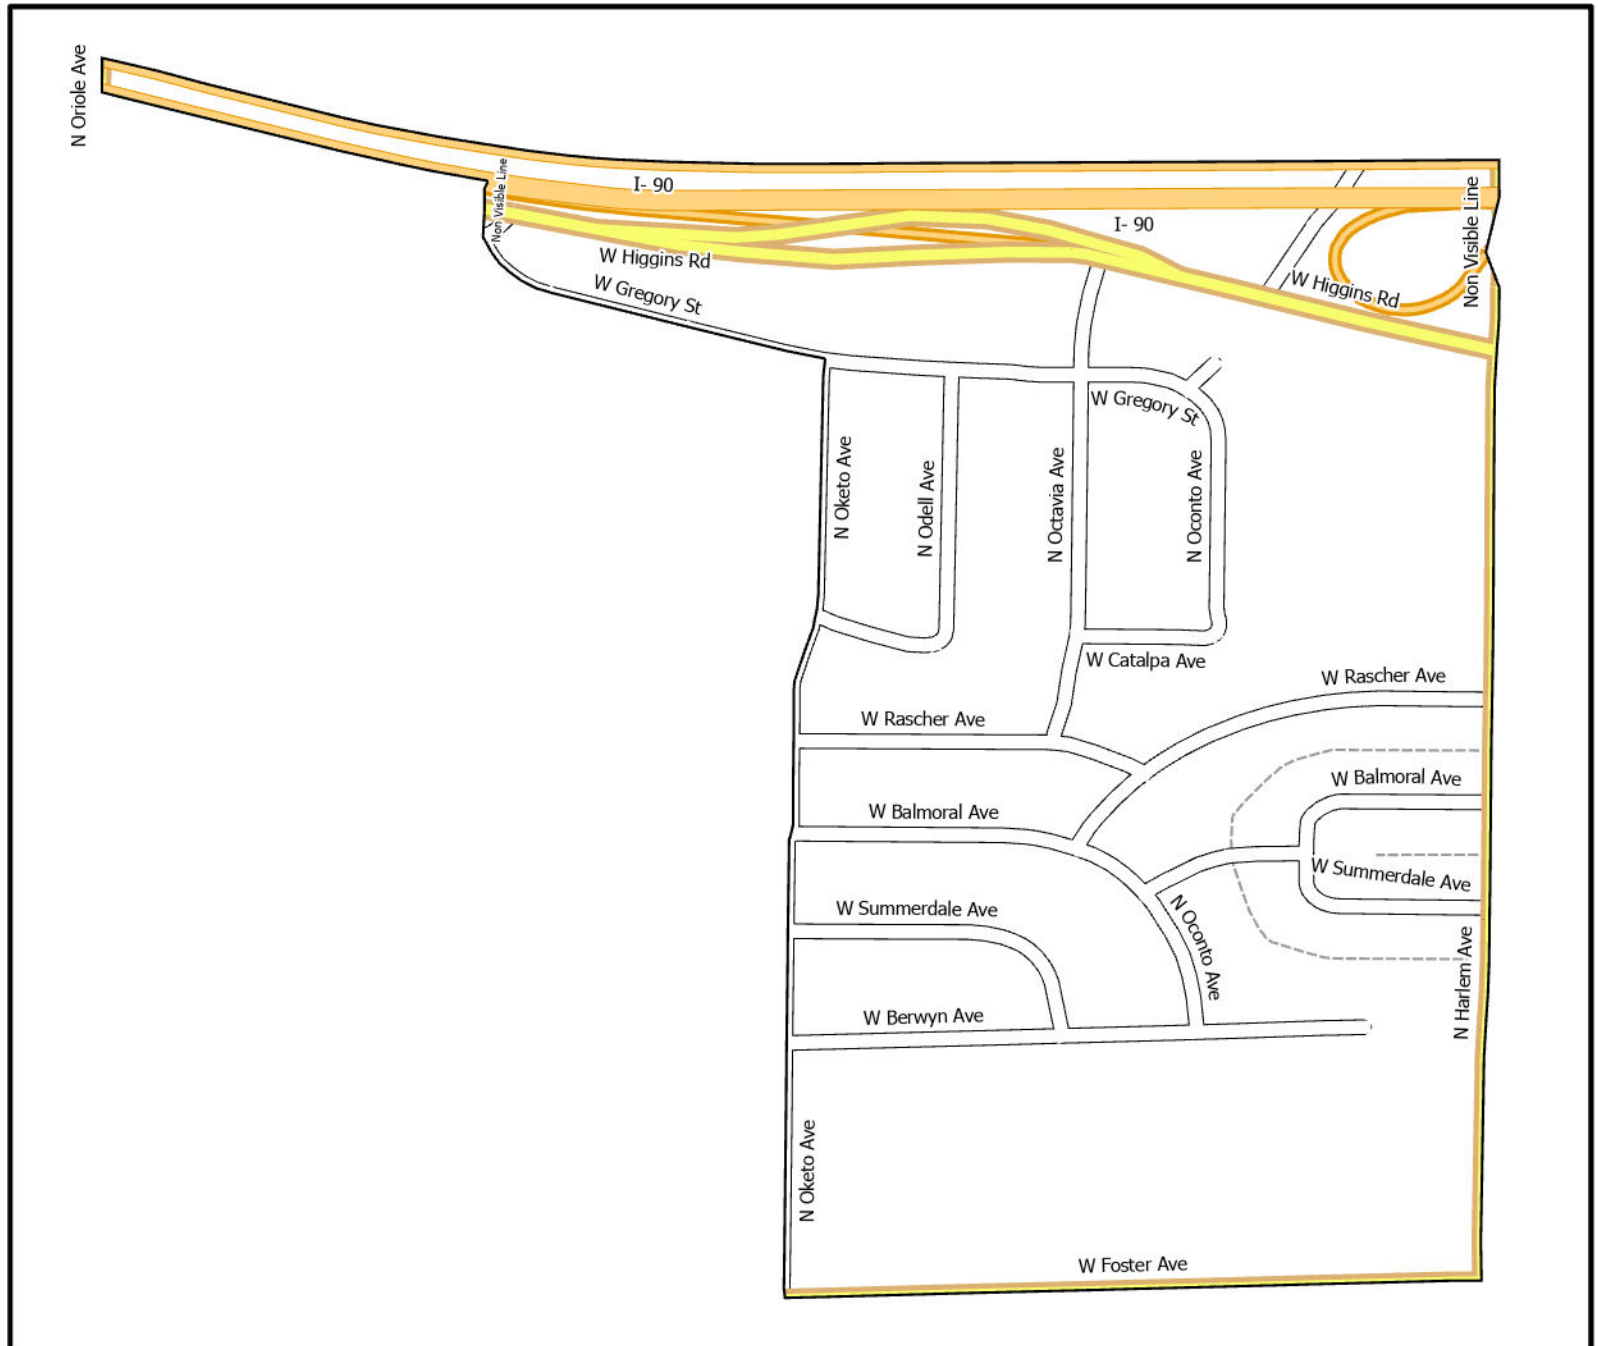 N Oriole Ave
Non Visible Line
I- 90
Non Visible Line
I- 90
W Higgins Rd
W Higgins Rd
W Gregory St
W Gregory St
N Oketo Ave
N Odell Ave
N Octavia Ave
N Oconto Ave
W Catalpa Ave
W Rascher Ave
W Rascher Ave
W Balmoral Ave
W Balmoral Ave
W Summerdale Ave
W Summerdale Ave
N Oconto Ave
N Harlem Ave
W Berwyn Ave
N Oketo Ave
W Foster Ave